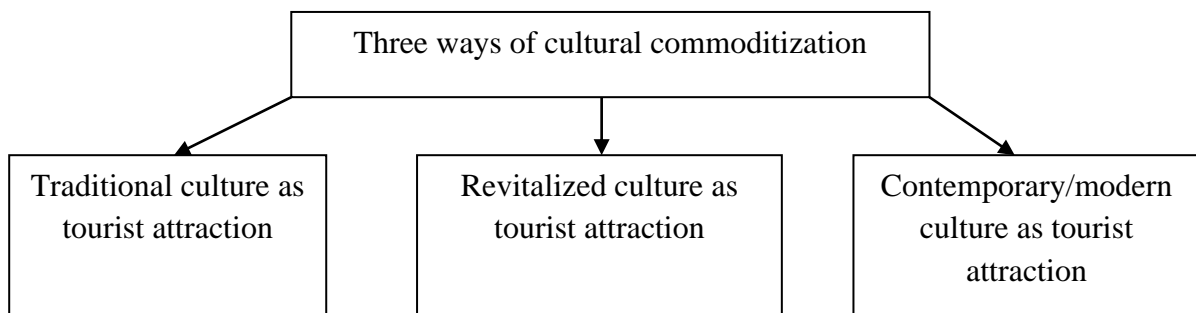 Three ways of cultural commoditization
Traditional culture as
tourist attraction
Revitalized culture as
tourist attraction
Contemporary/modern
culture as tourist
attraction